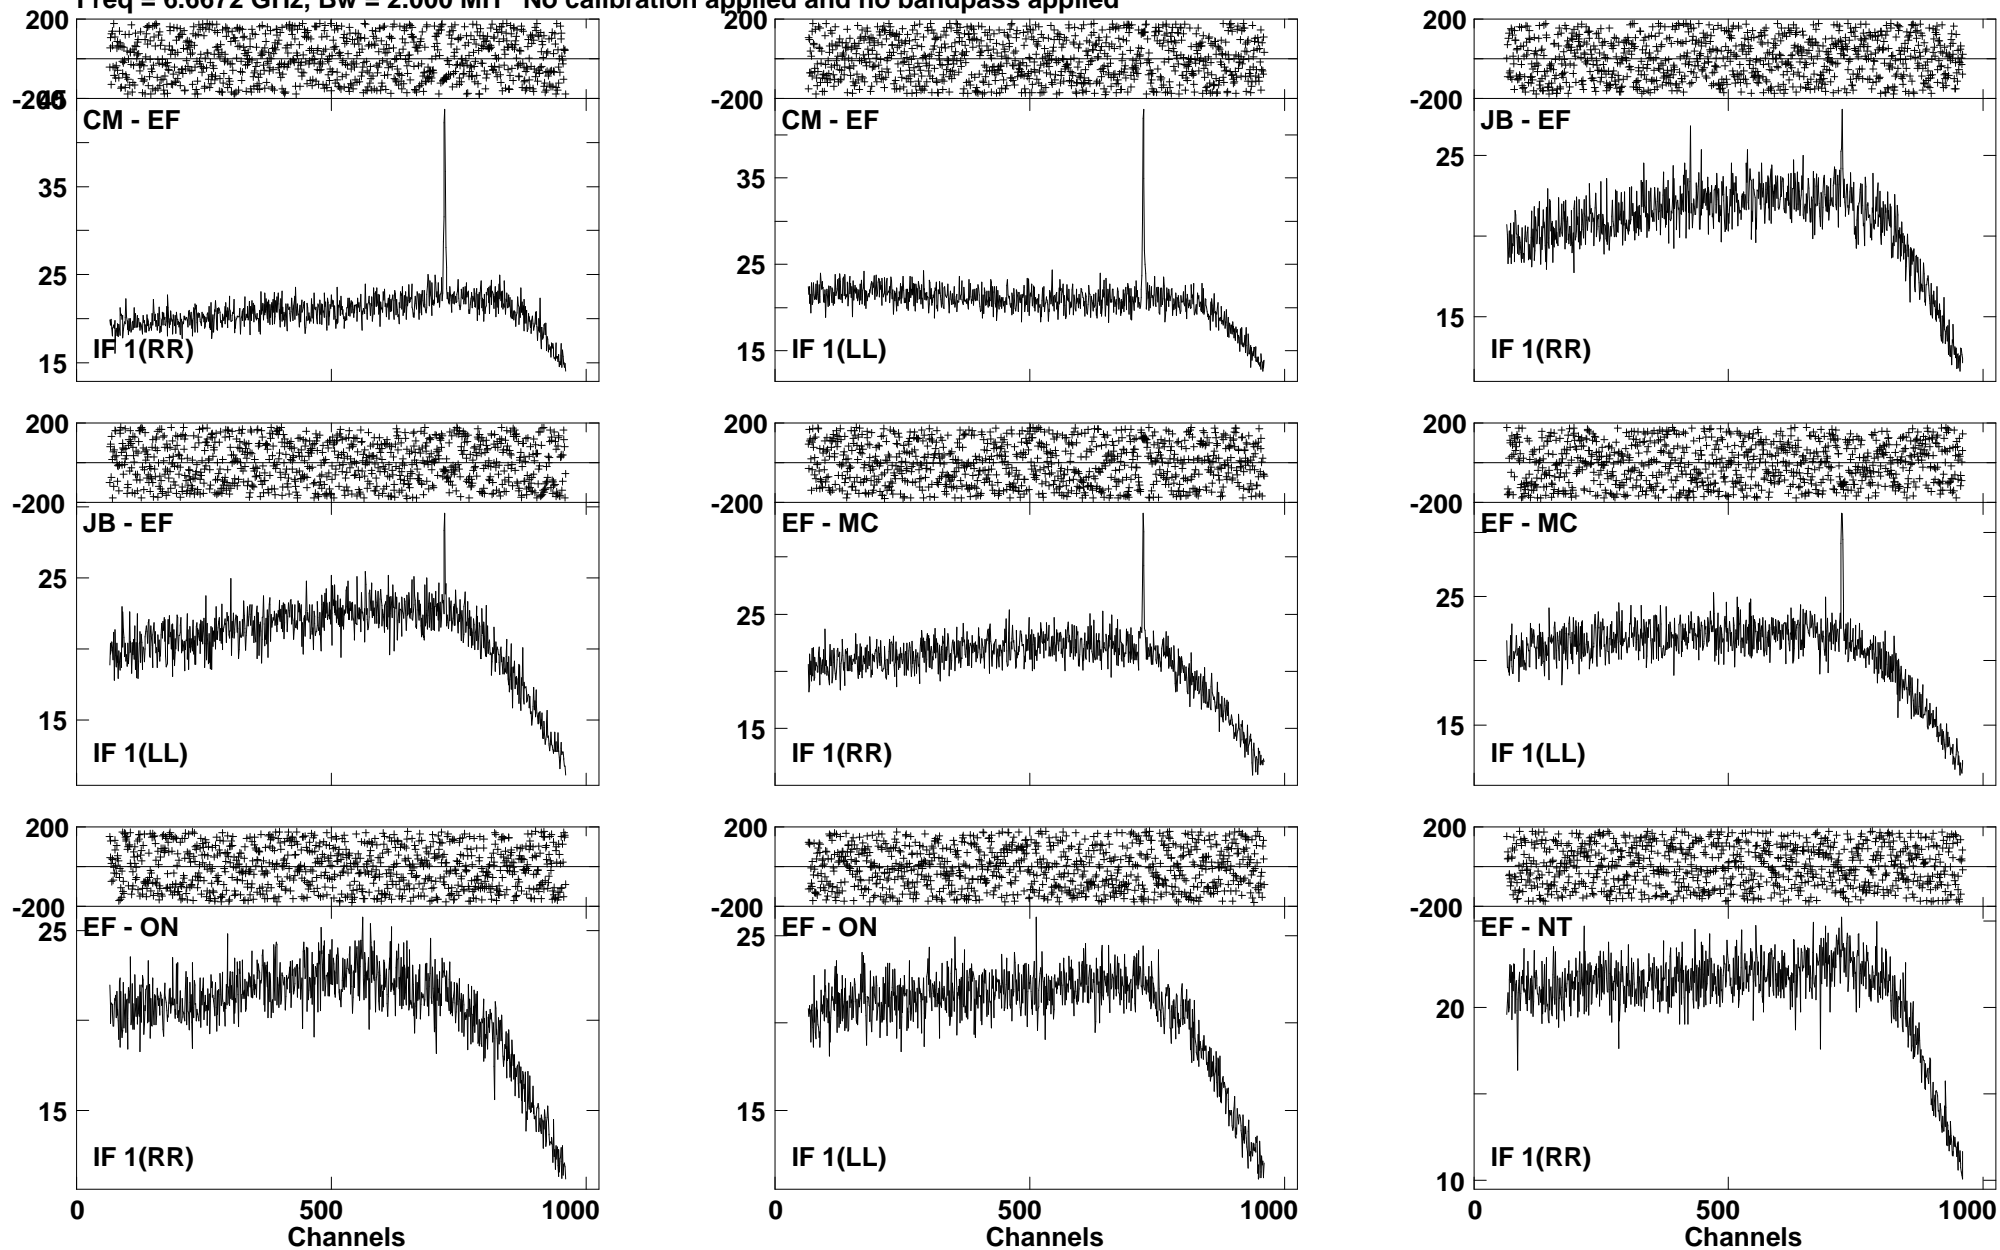 Freq = 6.6672 GHz, Bw = 2.000 MH No calibration applied and no bandpass applied
200 200 200
-200 45 -200 -200
CM - EF CM - EF JB - EF
35 35 25
25 25 15
15 15
IF 1(RR) IF 1(LL) IF 1(RR)
200 200 200
-200 -200 -200
JB - EF EF - MC EF - MC
25 25 25
15 15 15
IF 1(LL) IF 1(RR) IF 1(LL)
200 200 200
-200 -200 -200
EF - ON EF - ON EF - NT
25 25 20
15 15 10
IF 1(RR) IF 1(LL) IF 1(RR)
0 500 1000 0 500 1000 0 500 1000
Channels Channels Channels